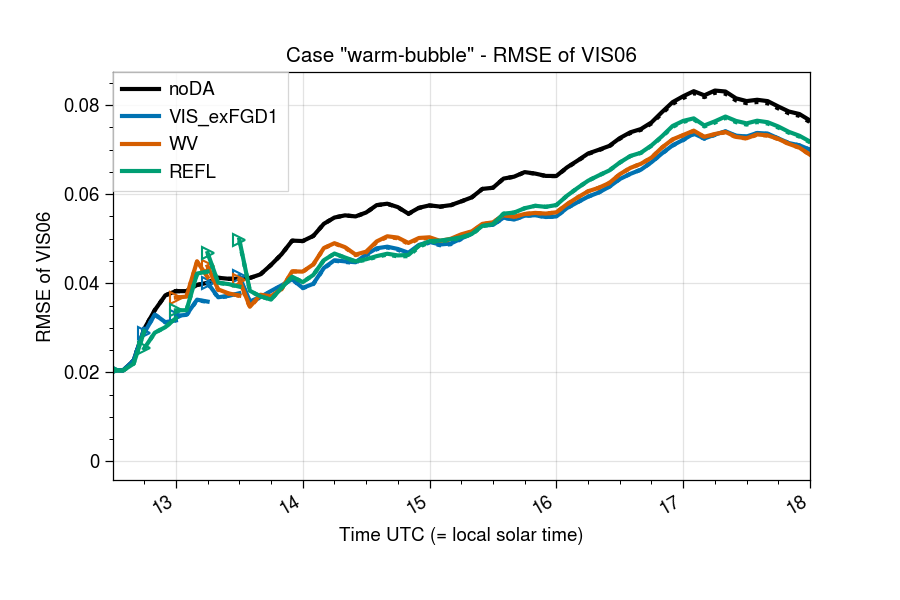 Case "warm-bubble" - RMSE of VIS06
noDA
VIS_exFGD1
WV
REFL
0.08
0.06
0.04
0.02
0
RMSE of VIS06
13
14
15
16
17
18
Time UTC (= local solar time)